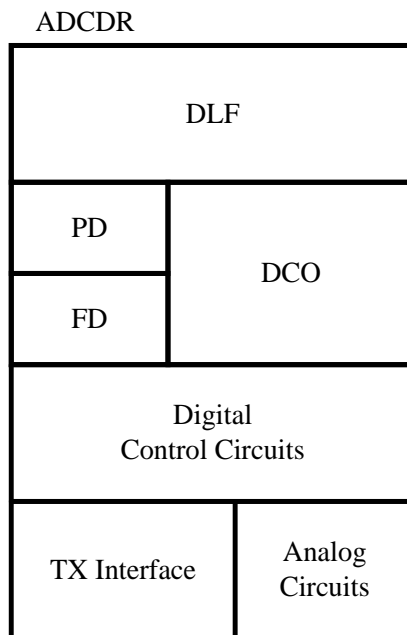 ADCDR
DLF
PD
DCO
FD
Digital
Control Circuits
TX Interface
Analog
Circuits